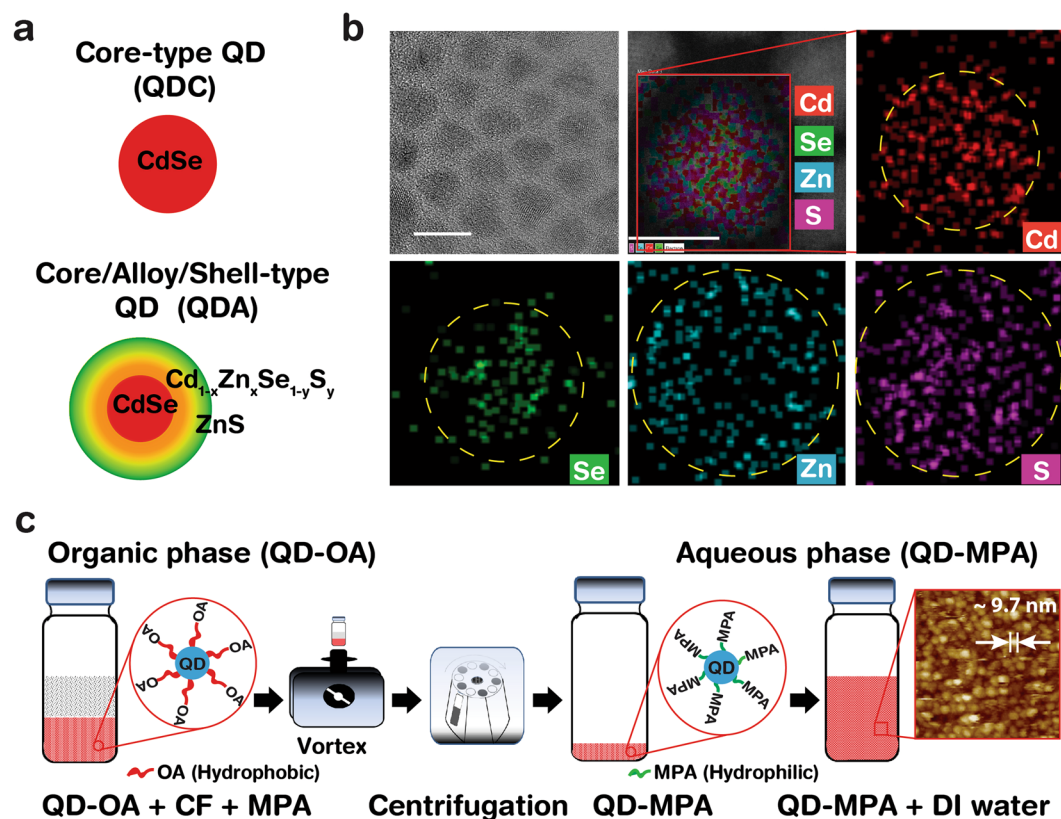 a
Core-type QD
(QDC)
CdSe
Core/Alloy/Shell-type
QD (QDA)
Cd1-xZnxSe1-ySy
CdSe
ZnS
b
Cd
Se
Zn
S
Cd
Se
Zn
S
c
Organic phase (QD-OA)
Aqueous phase (QD-MPA)
OA
OA
OA
OA
OA
OA
QD
MPA
MPA
MPA
MPA
MPA
MPA
QD
~ 9.7 nm
Vortex
OA (Hydrophobic)
MPA (Hydrophilic)
QD-OA + CF + MPA
Centrifugation
QD-MPA
QD-MPA + DI water